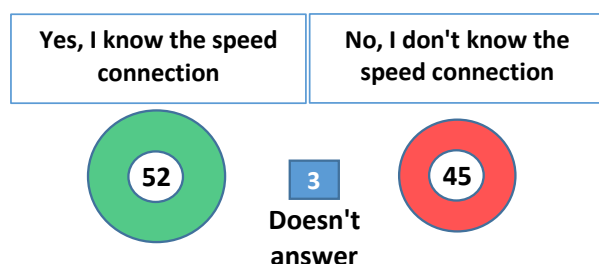 Yes, I know the speed
connection
No, I don't know the
speed connection
52
3
45
Doesn't
answer